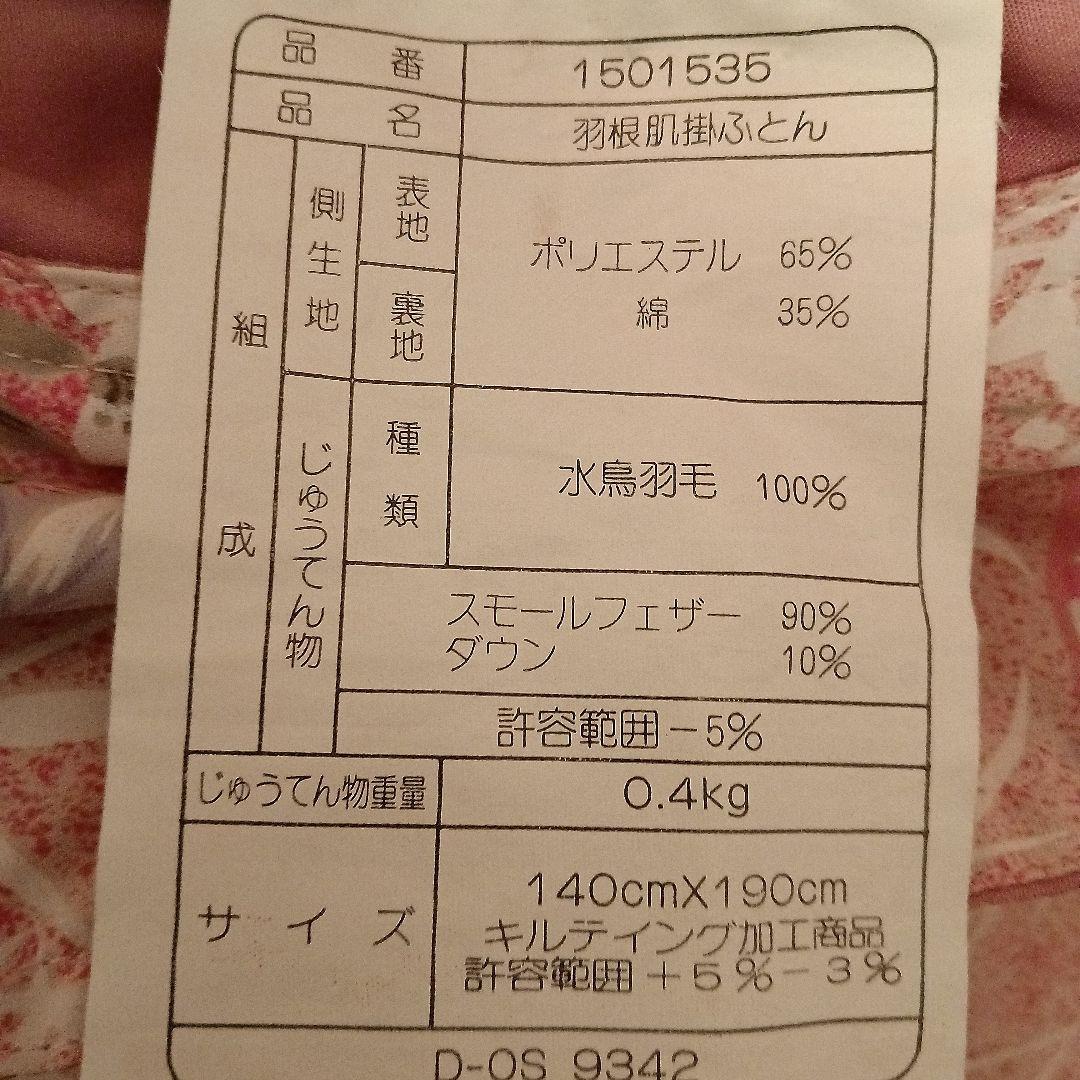 品番 1501535
品名 羽根肌掛ふとん
組成
側生地
表地
裏地
ポリエステル 65%
綿 35%
じゅうてん物
種類
水鳥羽毛 100%
スモールフェザー 90%
ダウン 10%
許容範囲－5%
じゅうてん物重量 0.4kg
サイズ
140cmX190cm
キルテイング加工商品
許容範囲＋5％－3％
D-OS 9342